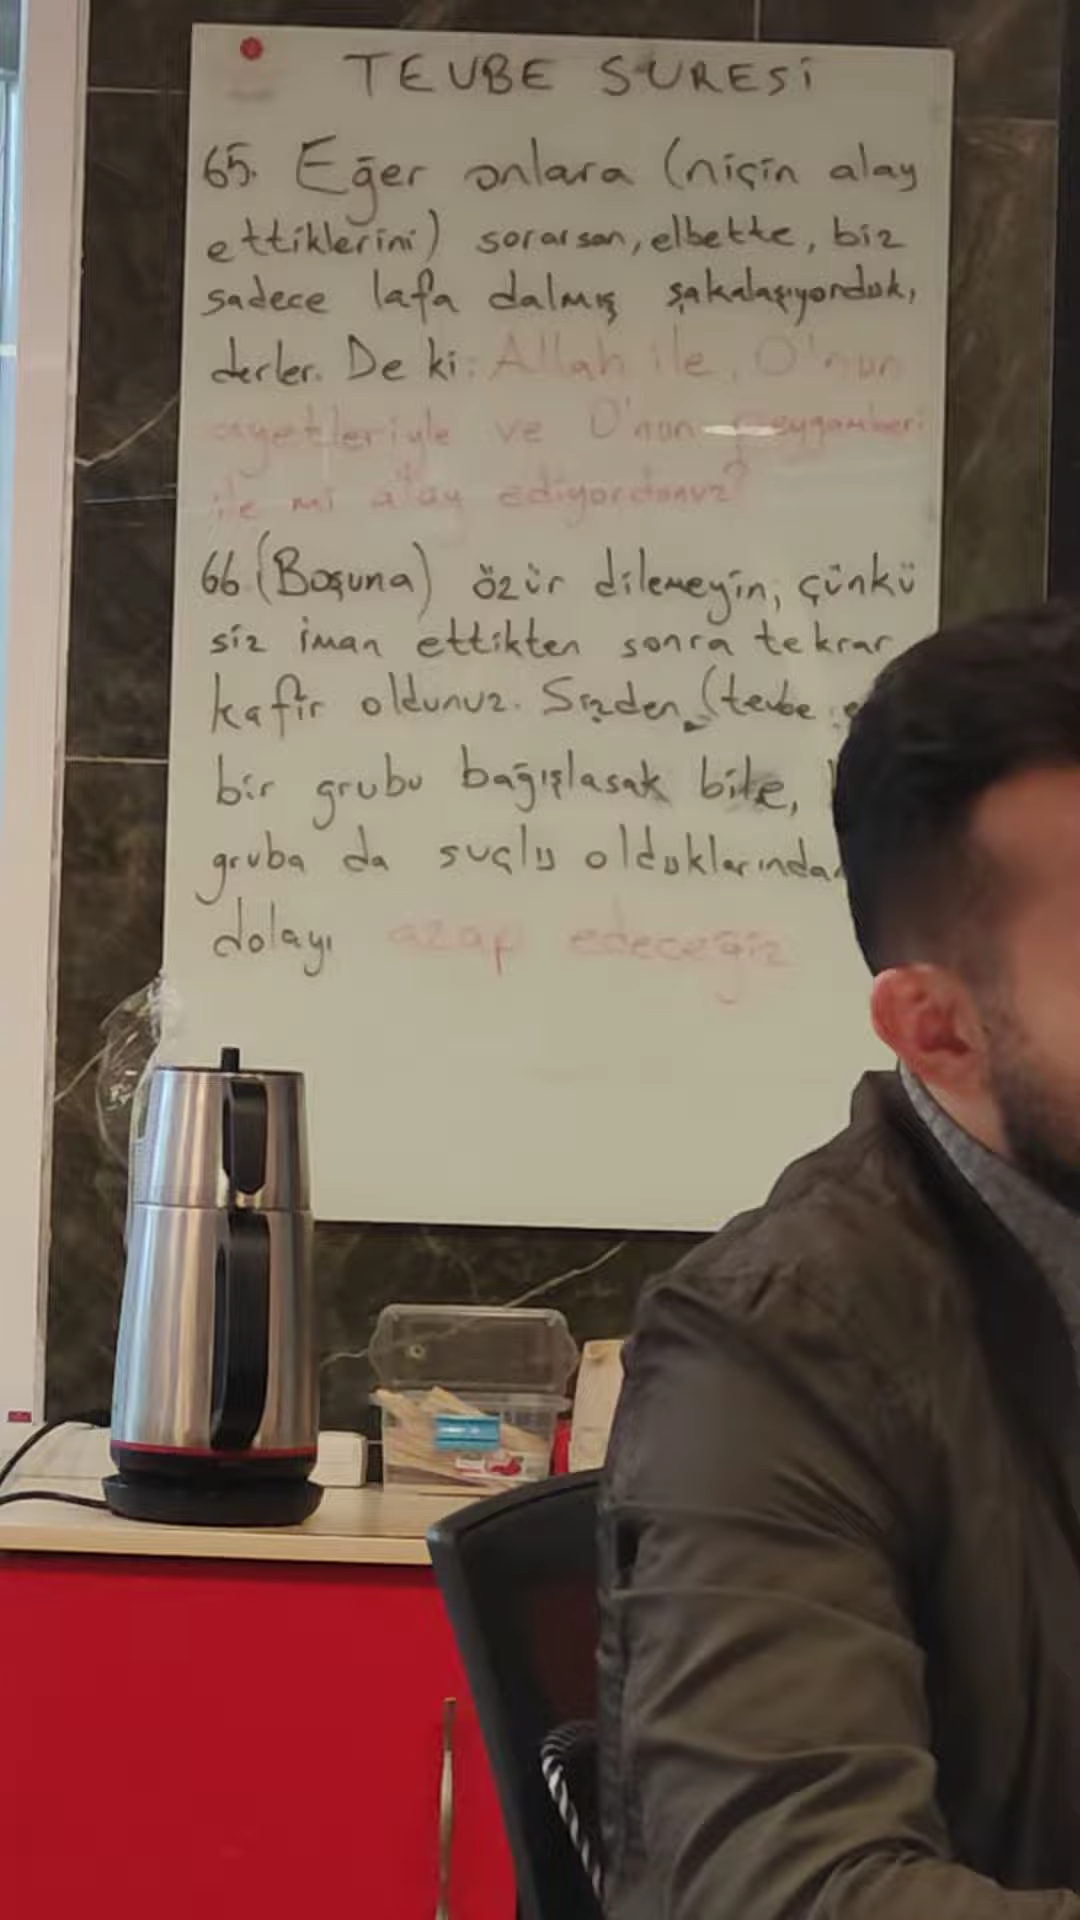 TEVBE SURESİ
65. Eğer onlara (niçin alay
ettiklerini) sorarsan, elbette, biz
sadece lafa dalmış şakalaşıyorduk,
derler. De ki: Allah ile, O'nun
ayetleriyle ve O'nun peygamberi
ile mi alay ediyordunuz?
66. (Boşuna) özür dilemeyin, çünkü
siz iman ettikten sonra tekrar
kafir oldunuz. Sizden (tevbe
bir grubu bağışlasak bile,
gruba da suçlu olduklarından
dolayı azap edeceğiz